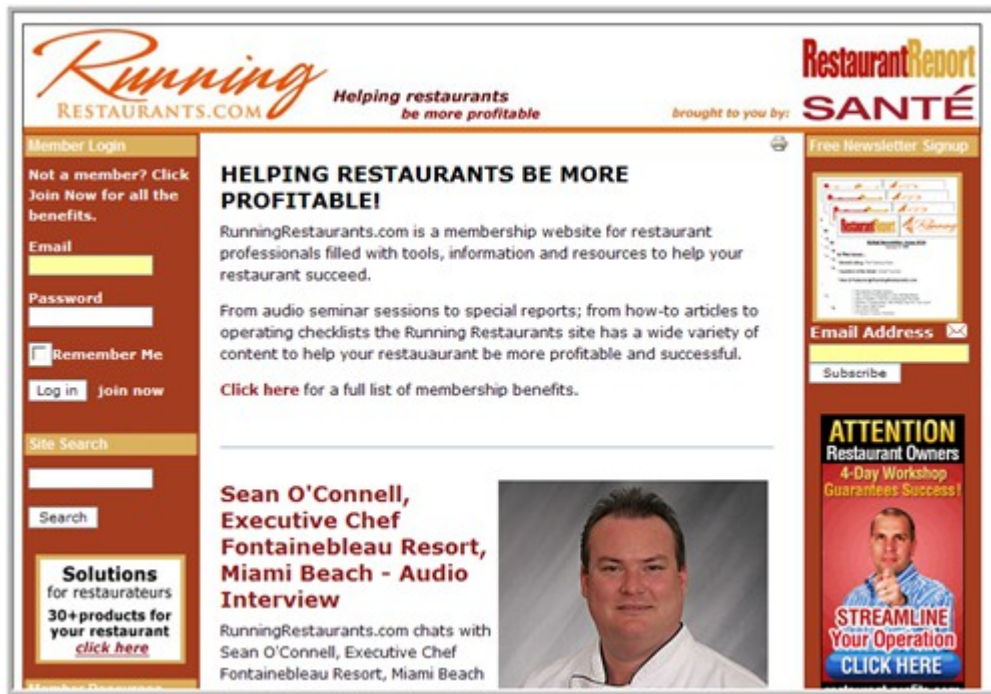 Running
RESTAURANTS.COM
Helping restaurants
be more profitable
brought to you by:
RestaurantReport
SANTÉ
Member Login
Not a member? Click
Join Now for all the
benefits.
Email
Password
Remember Me
Log in join now
Site Search
Search
Solutions
for restaurateurs
30+products for
your restaurant
click here
Member Resources
HELPING RESTAURANTS BE MORE
PROFITABLE!
RunningRestaurants.com is a membership website for restaurant
professionals filled with tools, information and resources to help your
restaurant succeed.
From audio seminar sessions to special reports; from how-to articles to
operating checklists the Running Restaurants site has a wide variety of
content to help your restauaurant be more profitable and successful.
Click here for a full list of membership benefits.
Sean O'Connell,
Executive Chef
Fontainebleau Resort,
Miami Beach - Audio
Interview
RunningRestaurants.com chats with
Sean O'Connell, Executive Chef
Fontainebleau Resort, Miami Beach
Free Newsletter Signup
RestaurantReport
Email Address
Subscribe
ATTENTION
Restaurant Owners
4-Day Workshop
Guarantees Success!
STREAMLINE
Your Operation
CLICK HERE